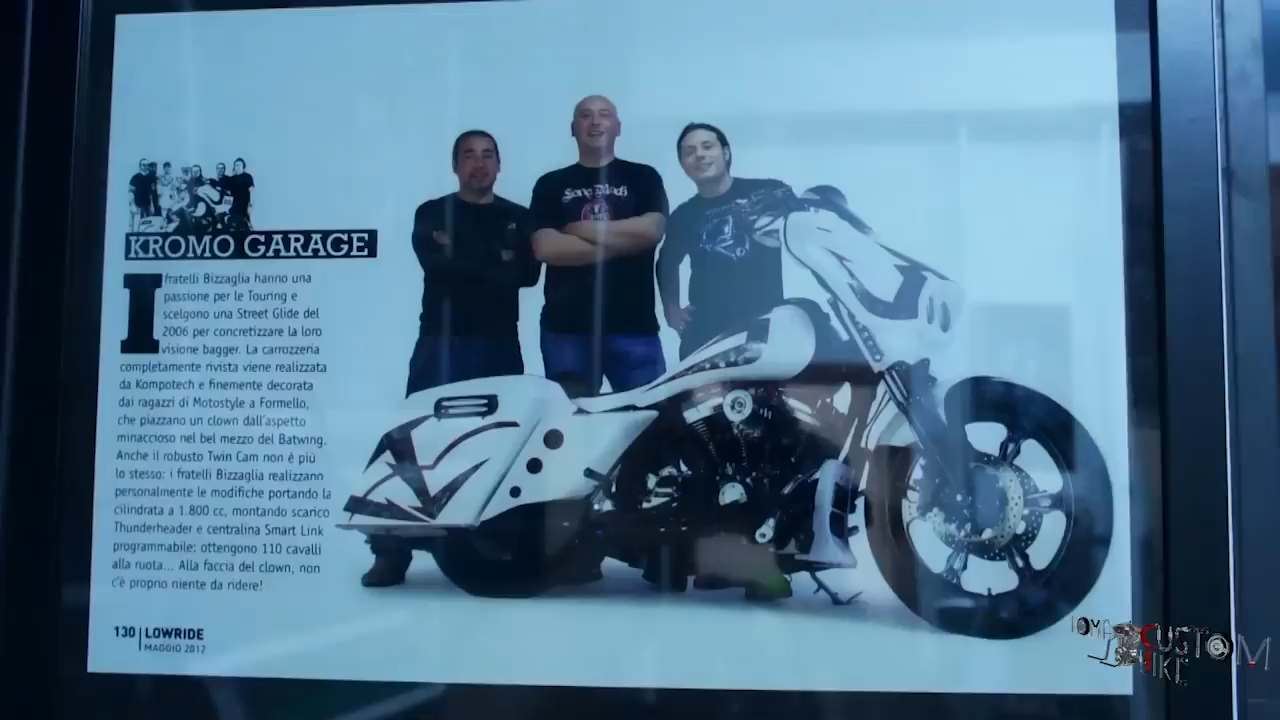 KROMO GARAGE
I fratelli Bizzaglia hanno una
passione per le Touring e
scelgono una Street Glide del
2006 per concretizzare la loro
visione bagger. La carrozzeria
completamente rivista viene realizzata
da Kompotech e finemente decorata
dai ragazzi di Motostyle a Formello,
che piazzano un clown dall'aspetto
minaccioso nel bel mezzo del Batwing.
Anche il robusto Twin Cam non è più
lo stesso: i fratelli Bizzaglia realizzano
personalmente le modifiche portando la
cilindrata a 1.800 cc, montando scarico
Thunderheader e centralina Smart Link
programmabile: ottengono 110 cavalli
alla ruota... Alla faccia del clown, non
c'è proprio niente da ridere!
130 | LOWRIDE
MAGGIO 2012
CUSTOM
BIKE